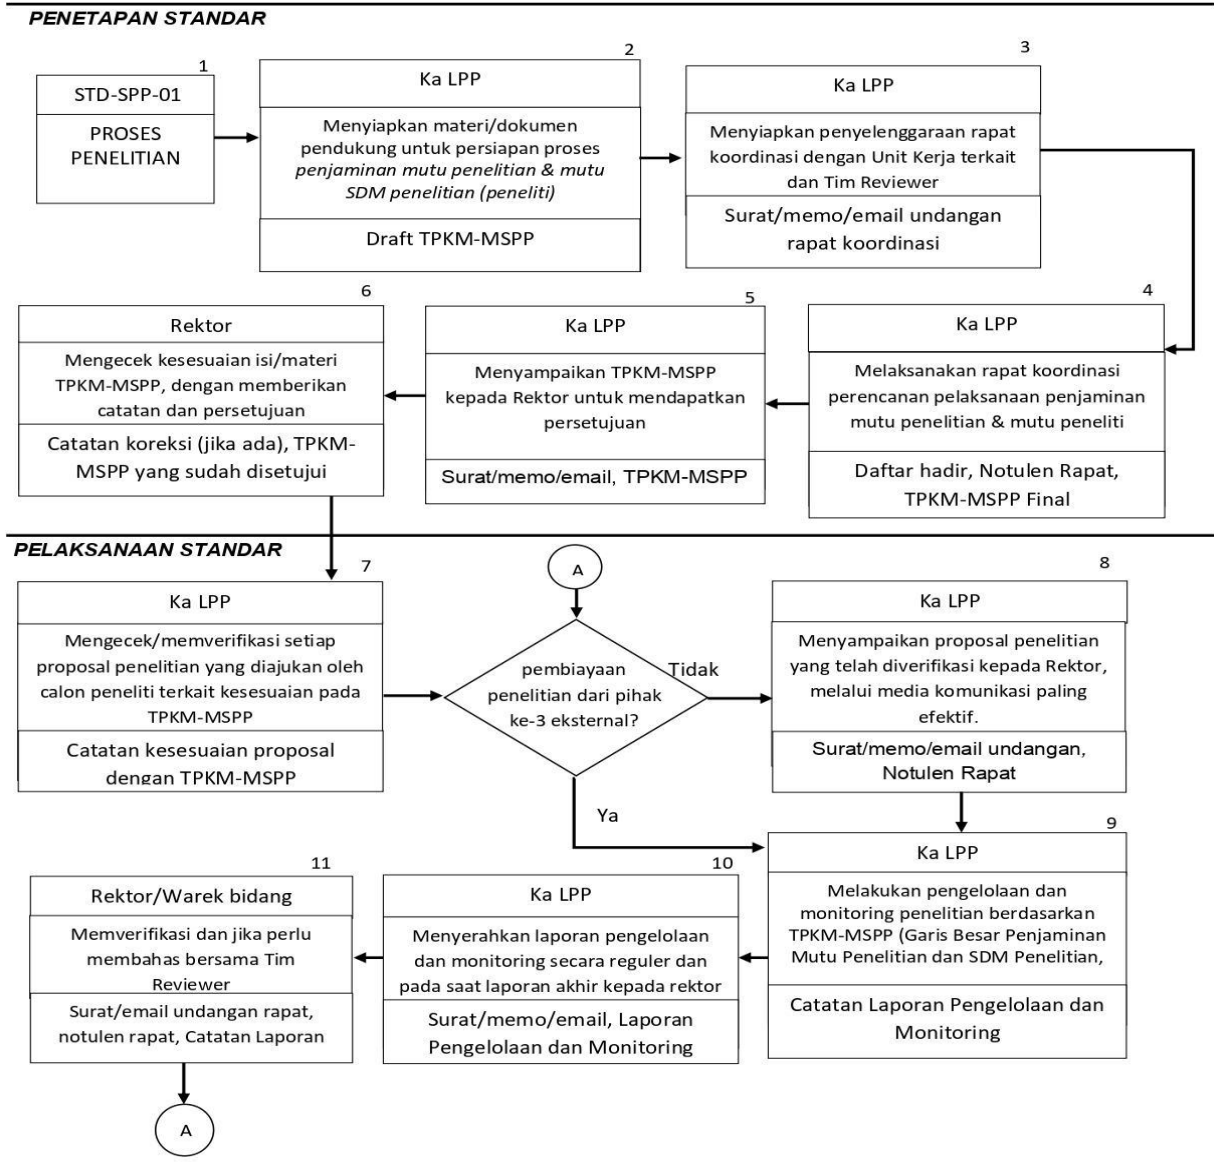 PENETAPAN STANDAR
1
STD-SPP-01
PROSES
PENELITIAN
2
Ka LPP
Menyiapkan materi/dokumen
pendukung untuk persiapan proses
penjaminan mutu penelitian & mutu
SDM penelitian (peneliti)
Draft TPKM-MSPP
3
Ka LPP
Menyiapkan penyelenggaraan rapat
koordinasi dengan Unit Kerja terkait
dan Tim Reviewer
Surat/memo/email undangan
rapat koordinasi
4
Ka LPP
Melaksanakan rapat koordinasi
perencanan pelaksanaan penjaminan
mutu penelitian & mutu peneliti
Daftar hadir, Notulen Rapat,
TPKM-MSPP Final
5
Ka LPP
Menyampaikan TPKM-MSPP
kepada Rektor untuk mendapatkan
persetujuan
Surat/memo/email, TPKM-MSPP
6
Rektor
Mengecek kesesuaian isi/materi
TPKM-MSPP, dengan memberikan
catatan dan persetujuan
Catatan koreksi (jika ada), TPKM-
MSPP yang sudah disetujui
PELAKSANAAN STANDAR
7
Ka LPP
Mengecek/memverifikasi setiap
proposal penelitian yang diajukan oleh
calon peneliti terkait kesesuaian pada
TPKM-MSPP
Catatan kesesuaian proposal
dengan TPKM-MSPP
A
pembiayaan
penelitian dari pihak
ke-3 eksternal?
Tidak
Ya
8
Ka LPP
Menyampaikan proposal penelitian
yang telah diverifikasi kepada Rektor,
melalui media komunikasi paling
efektif.
Surat/memo/email undangan,
Notulen Rapat
9
Ka LPP
Melakukan pengelolaan dan
monitoring penelitian berdasarkan
TPKM-MSPP (Garis Besar Penjaminan
Mutu Penelitian dan SDM Penelitian,
Catatan Laporan Pengelolaan dan
Monitoring
10
Ka LPP
Menyerahkan laporan pengelolaan
dan monitoring secara reguler dan
pada saat laporan akhir kepada rektor
Surat/memo/email, Laporan
Pengelolaan dan Monitoring
11
Rektor/Warek bidang
Memverifikasi dan jika perlu
membahas bersama Tim
Reviewer
Surat/email undangan rapat,
notulen rapat, Catatan Laporan
A